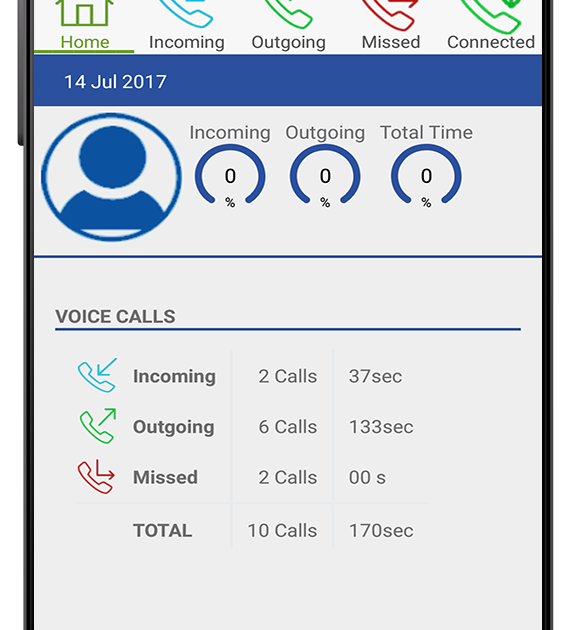 Home Incoming Outgoing Missed Connected
14 Jul 2017
Incoming Outgoing Total Time
0 0 0
% % %
VOICE CALLS
Incoming 2 Calls 37sec
Outgoing 6 Calls 133sec
Missed 2 Calls 00 s
TOTAL 10 Calls 170sec